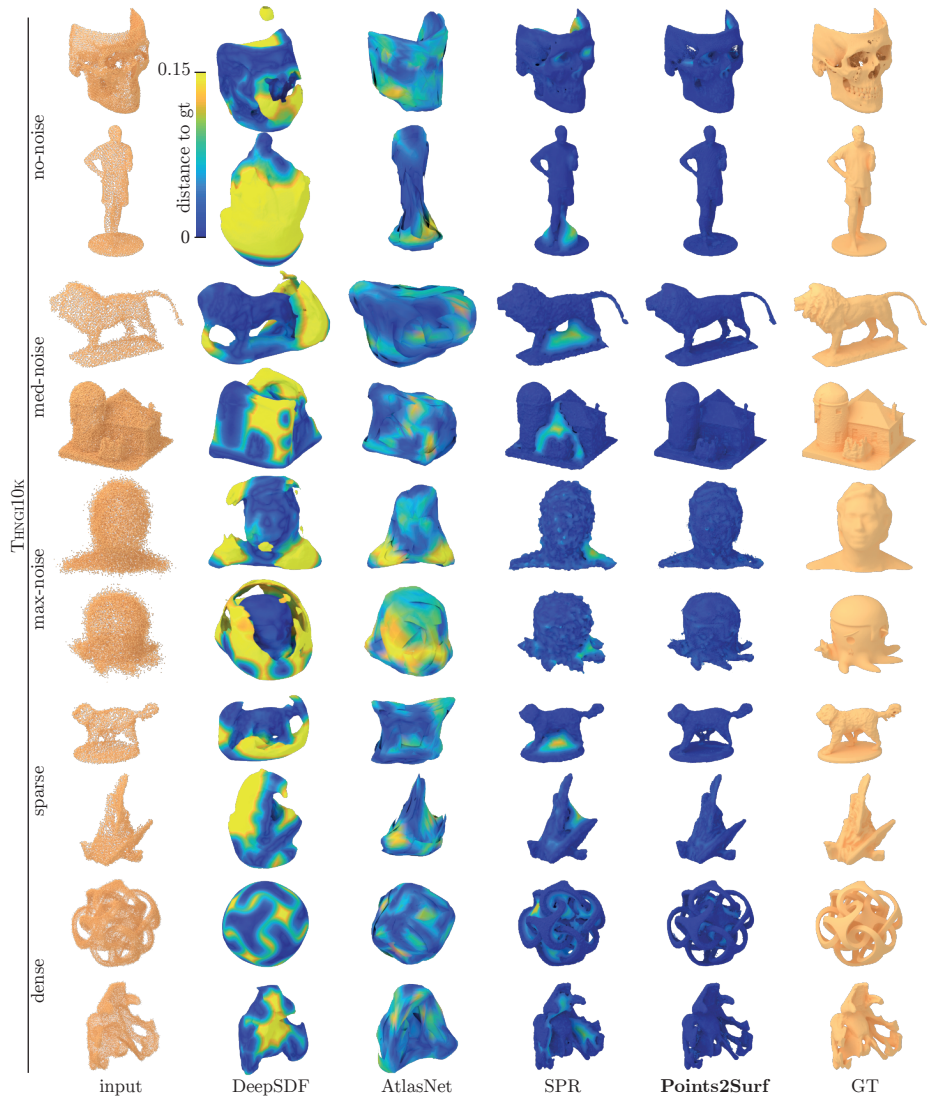 0.15
distance to gt
0
no-noise
med-noise
THNGI10K
max-noise
sparse
dense
input DeepSDF AtlasNet SPR Points2Surf GT